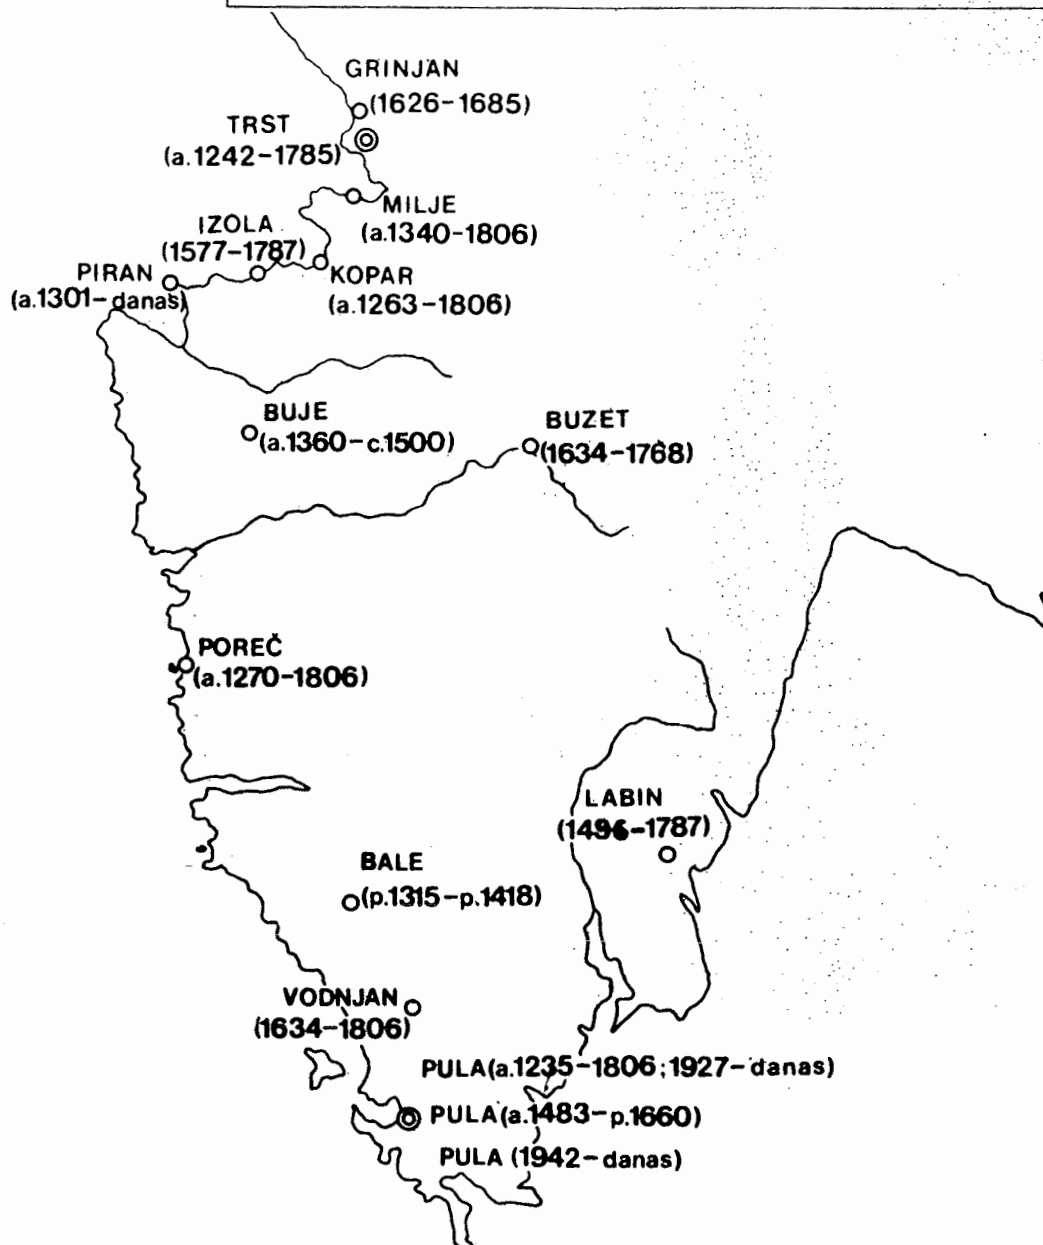 GRINJAN
(1626-1685)
TRST
(a.1242-1785)
MILJE
(a.1340-1806)
IZOLA
(1577-1787)
PIRAN
(a.1301-danas)
KOPAR
(a.1263-1806)
BUJE
(a.1360-c.1500)
BUZET
(1634-1768)
POREČ
(a.1270-1806)
LABIN
(1496-1787)
BALE
(p.1315-p.1418)
VODNJAN
(1634-1806)
PULA(a.1235-1806;1927-danas)
PULA(a.1483-p.1660)
PULA (1942-danas)